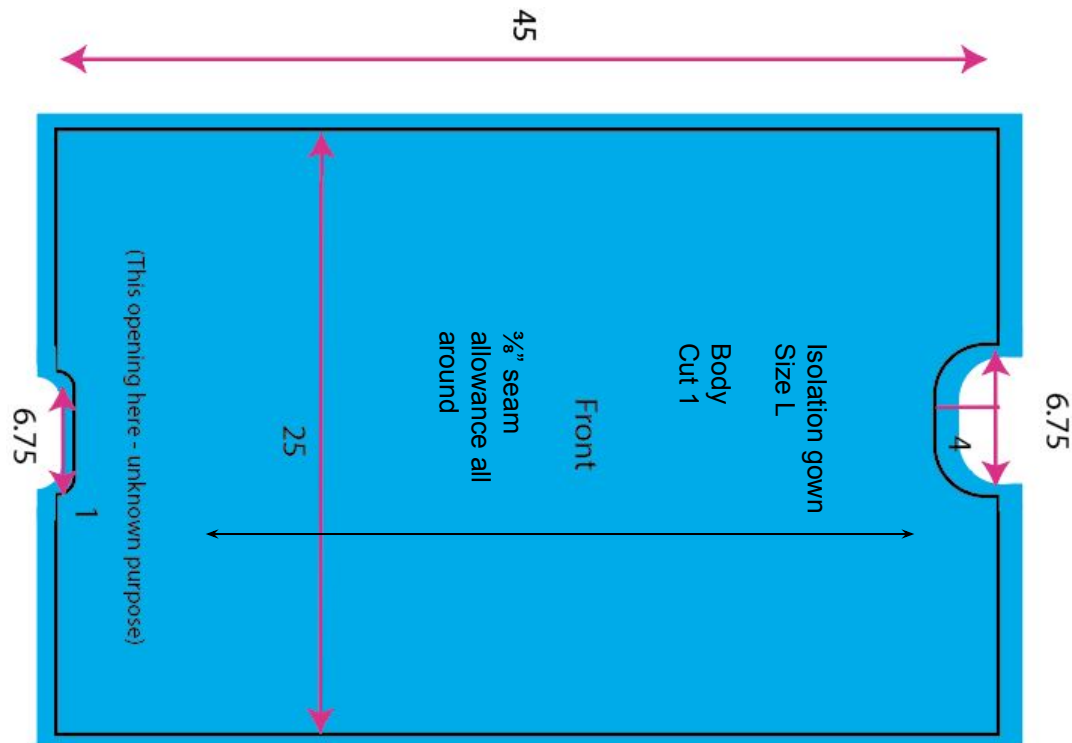 45
6.75
4
Isolation gown
Size L
Body
Cut 1
Front
⅜” seam
allowance all
around
25
(This opening here - unknown purpose)
1
6.75